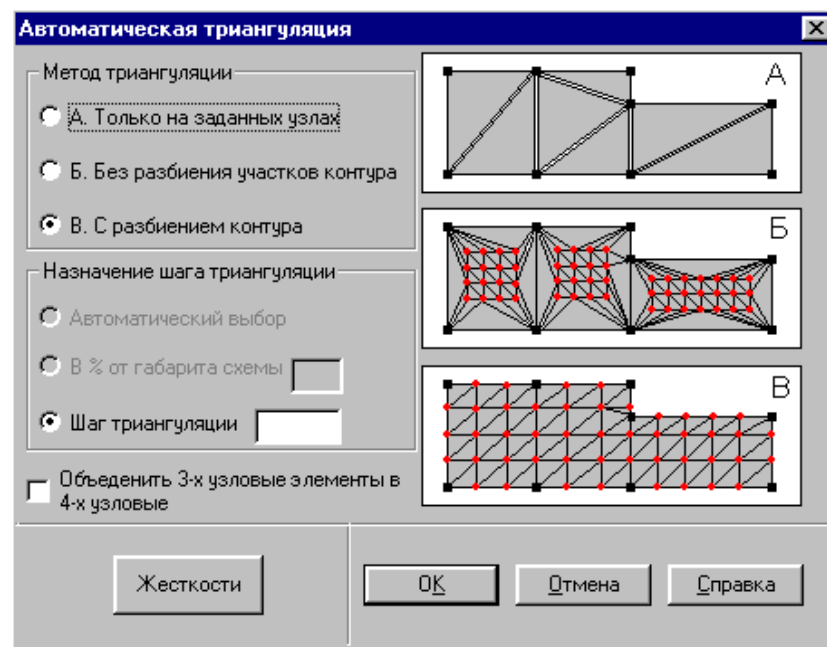 Автоматическая триангуляция
Метод триангуляции
А. Только на заданных узлах
Б. Без разбиения участков контура
В. С разбиением контура
Назначение шага триангуляции
Автоматический выбор
В % от габарита схемы
Шаг триангуляции
Объеденить 3-х узловые элементы в
4-х узловые
А
Б
В
Жесткости
OK
Отмена
Справка